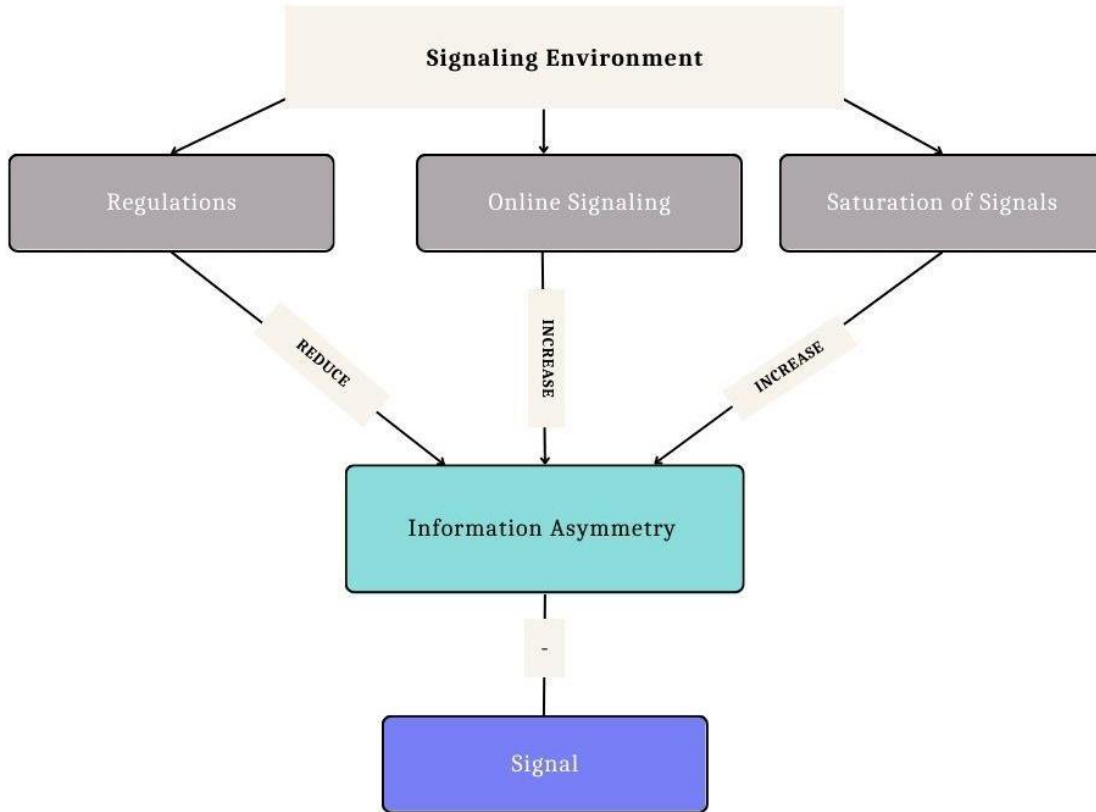 Signaling Environment
Regulations
Online Signaling
Saturation of Signals
REDUCE
INCREASE
INCREASE
Information Asymmetry
-
Signal